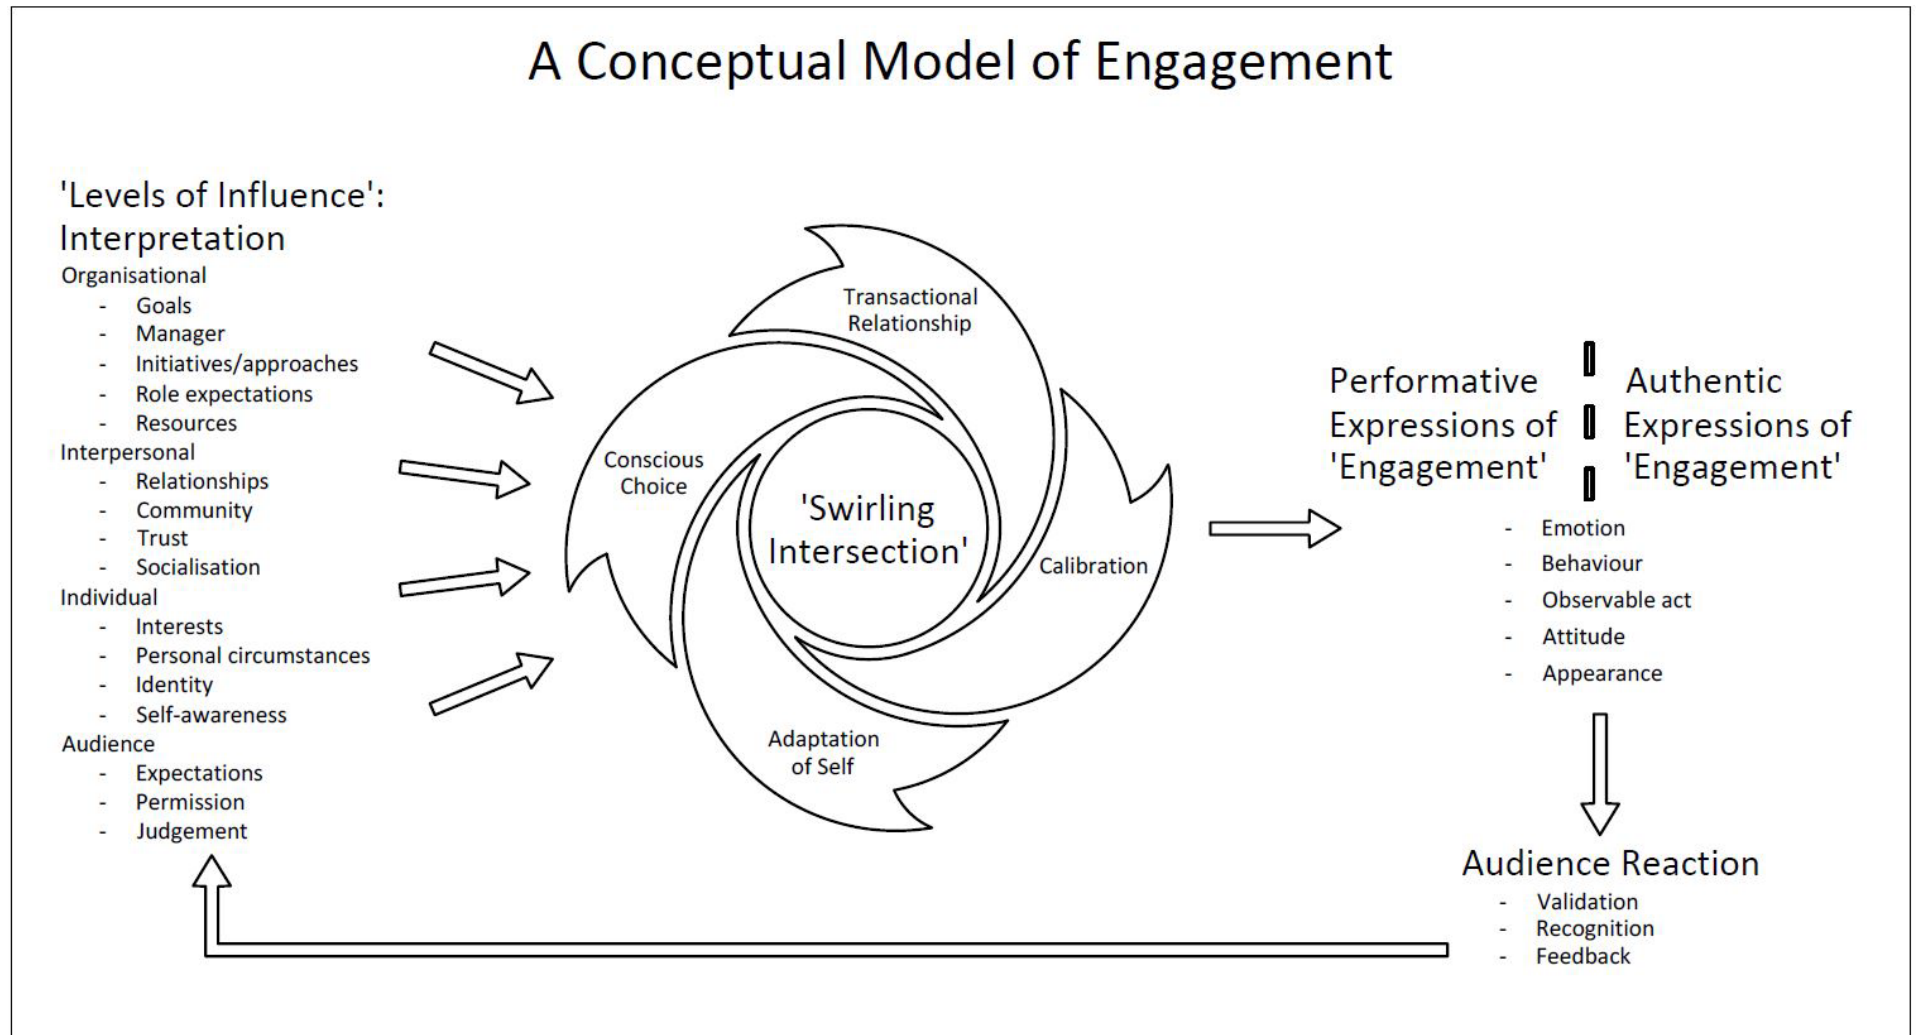 A Conceptual Model of Engagement
'Levels of Influence':
Interpretation
Organisational
- Goals
- Manager
- Initiatives/approaches
- Role expectations
- Resources
Interpersonal
- Relationships
- Community
- Trust
- Socialisation
Individual
- Interests
- Personal circumstances
- Identity
- Self-awareness
Audience
- Expectations
- Permission
- Judgement
Transactional
Relationship
Conscious
Choice
'Swirling
Intersection'
Calibration
Adaptation
of Self
Performative
Expressions of
'Engagement'
Authentic
Expressions of
'Engagement'
- Emotion
- Behaviour
- Observable act
- Attitude
- Appearance
Audience Reaction
- Validation
- Recognition
- Feedback